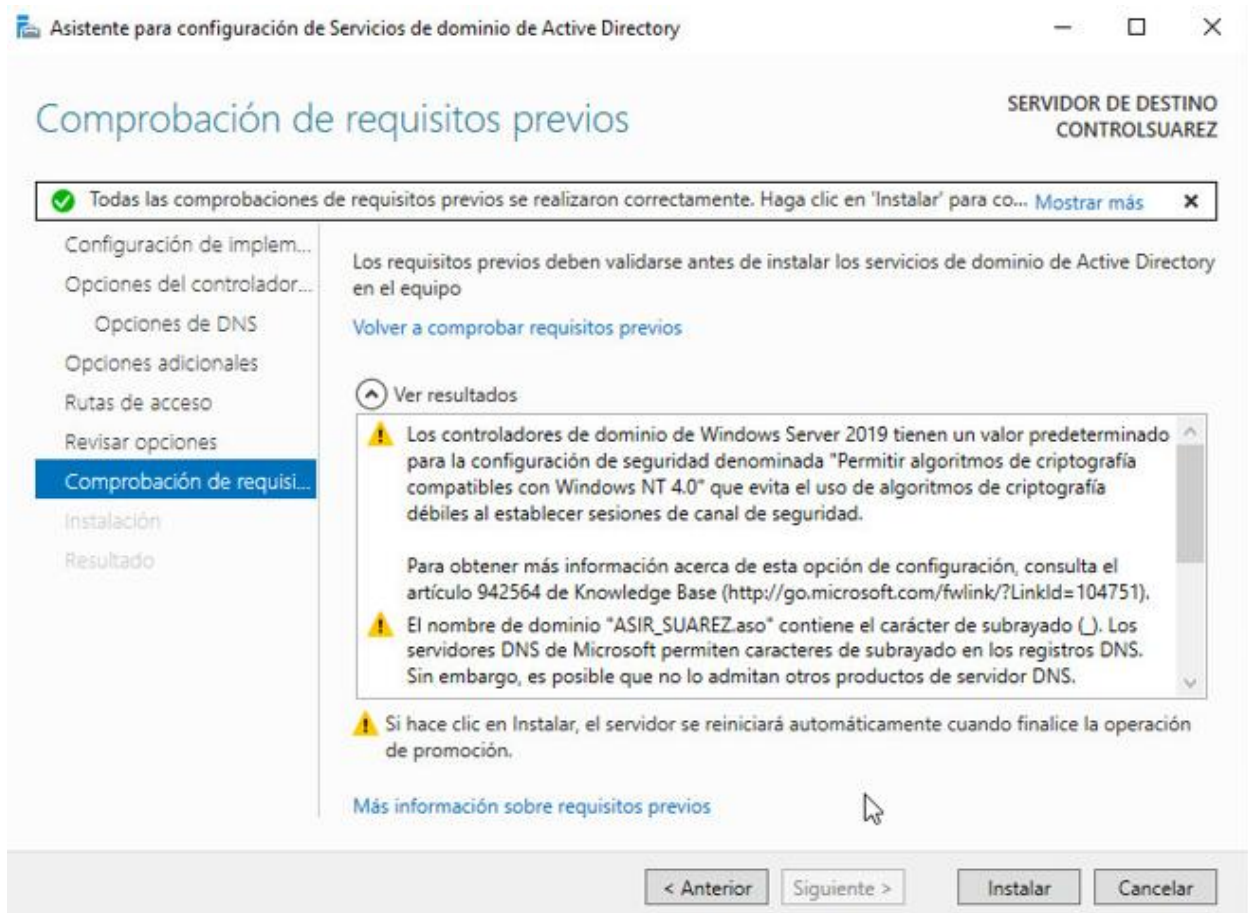 Asistente para configuración de Servicios de dominio de Active Directory
Comprobación de requisitos previos
SERVIDOR DE DESTINO
CONTROLSUAREZ
Todas las comprobaciones de requisitos previos se realizaron correctamente. Haga clic en 'Instalar' para co... Mostrar más
Configuración de implem...
Opciones del controlador...
Opciones de DNS
Opciones adicionales
Rutas de acceso
Revisar opciones
Comprobación de requisi...
Instalación
Resultado
Los requisitos previos deben validarse antes de instalar los servicios de dominio de Active Directory
en el equipo
Volver a comprobar requisitos previos
Ver resultados
Los controladores de dominio de Windows Server 2019 tienen un valor predeterminado
para la configuración de seguridad denominada "Permitir algoritmos de criptografía
compatibles con Windows NT 4.0" que evita el uso de algoritmos de criptografía
débiles al establecer sesiones de canal de seguridad.
Para obtener más información acerca de esta opción de configuración, consulta el
artículo 942564 de Knowledge Base (http://go.microsoft.com/fwlink/?LinkId=104751).
El nombre de dominio "ASIR_SUAREZ.aso" contiene el carácter de subrayado (_). Los
servidores DNS de Microsoft permiten caracteres de subrayado en los registros DNS.
Sin embargo, es posible que no lo admitan otros productos de servidor DNS.
Si hace clic en Instalar, el servidor se reiniciará automáticamente cuando finalice la operación
de promoción.
Más información sobre requisitos previos
< Anterior
Siguiente >
Instalar
Cancelar